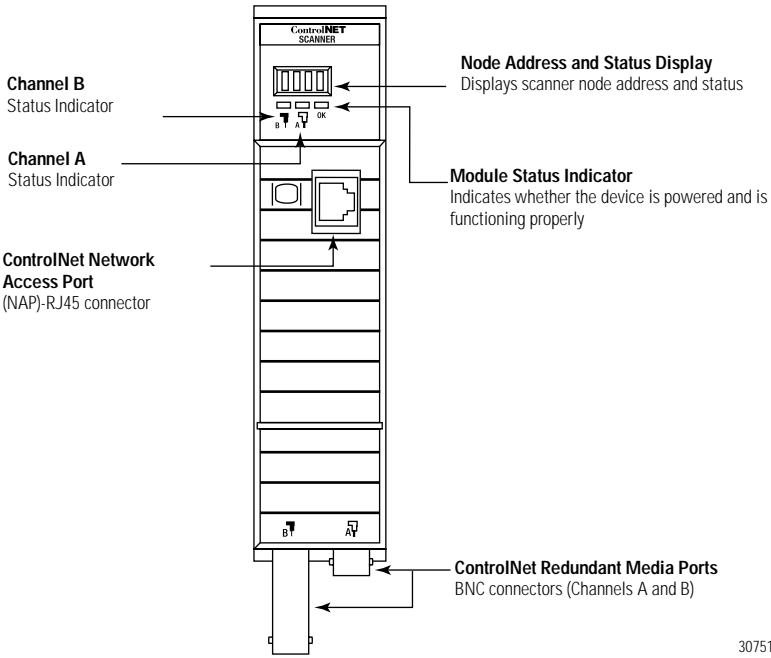 ControlNET
SCANNER
Node Address and Status Display
Displays scanner node address and status
Channel B
Status Indicator
B
A
OK
Channel A
Status Indicator
Module Status Indicator
Indicates whether the device is powered and is
functioning properly
ControlNet Network
Access Port
(NAP)-RJ45 connector
B
A
ControlNet Redundant Media Ports
BNC connectors (Channels A and B)
30751